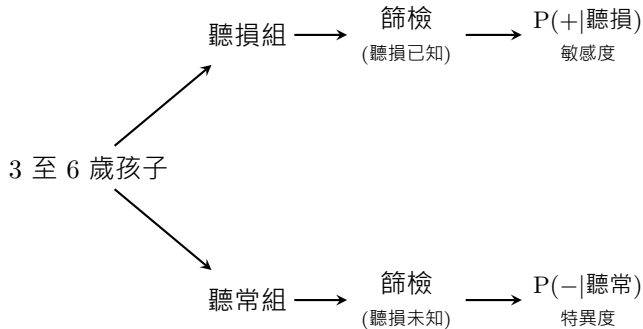 聽損組
篩檢
(聽損已知)
P(+|聽損)
敏感度
3 至 6 歲孩子
聽常組
篩檢
(聽損未知)
P(−|聽常)
特異度